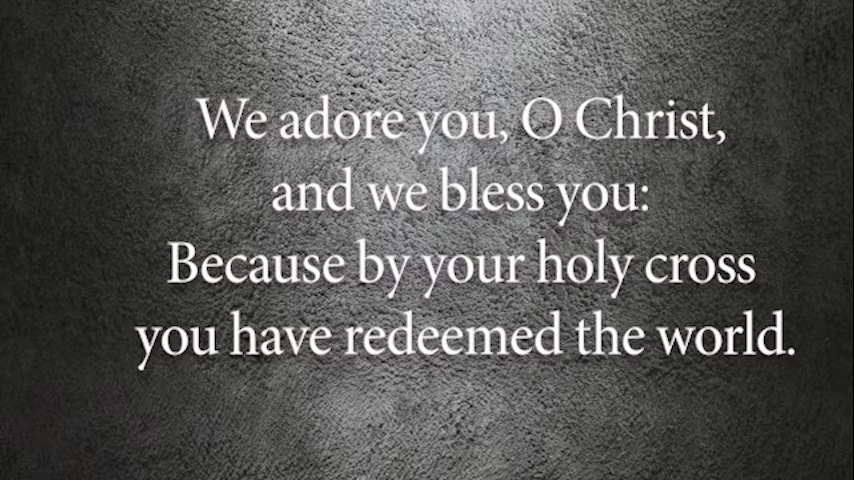 We adore you, O Christ,
and we bless you:
Because by your holy cross
you have redeemed the world.